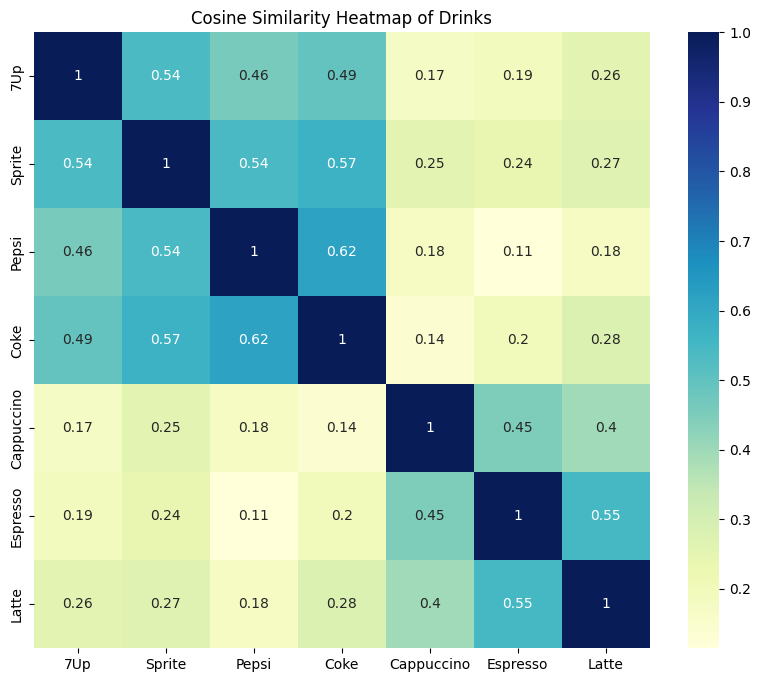 Cosine Similarity Heatmap of Drinks
7Up 1 0.54 0.46 0.49 0.17 0.19 0.26
Sprite 0.54 1 0.54 0.57 0.25 0.24 0.27
Pepsi 0.46 0.54 1 0.62 0.18 0.11 0.18
Coke 0.49 0.57 0.62 1 0.14 0.2 0.28
Cappuccino 0.17 0.25 0.18 0.14 1 0.45 0.4
Espresso 0.19 0.24 0.11 0.2 0.45 1 0.55
Latte 0.26 0.27 0.18 0.28 0.4 0.55 1
7Up Sprite Pepsi Coke Cappuccino Espresso Latte
1.0
0.9
0.8
0.7
0.6
0.5
0.4
0.3
0.2